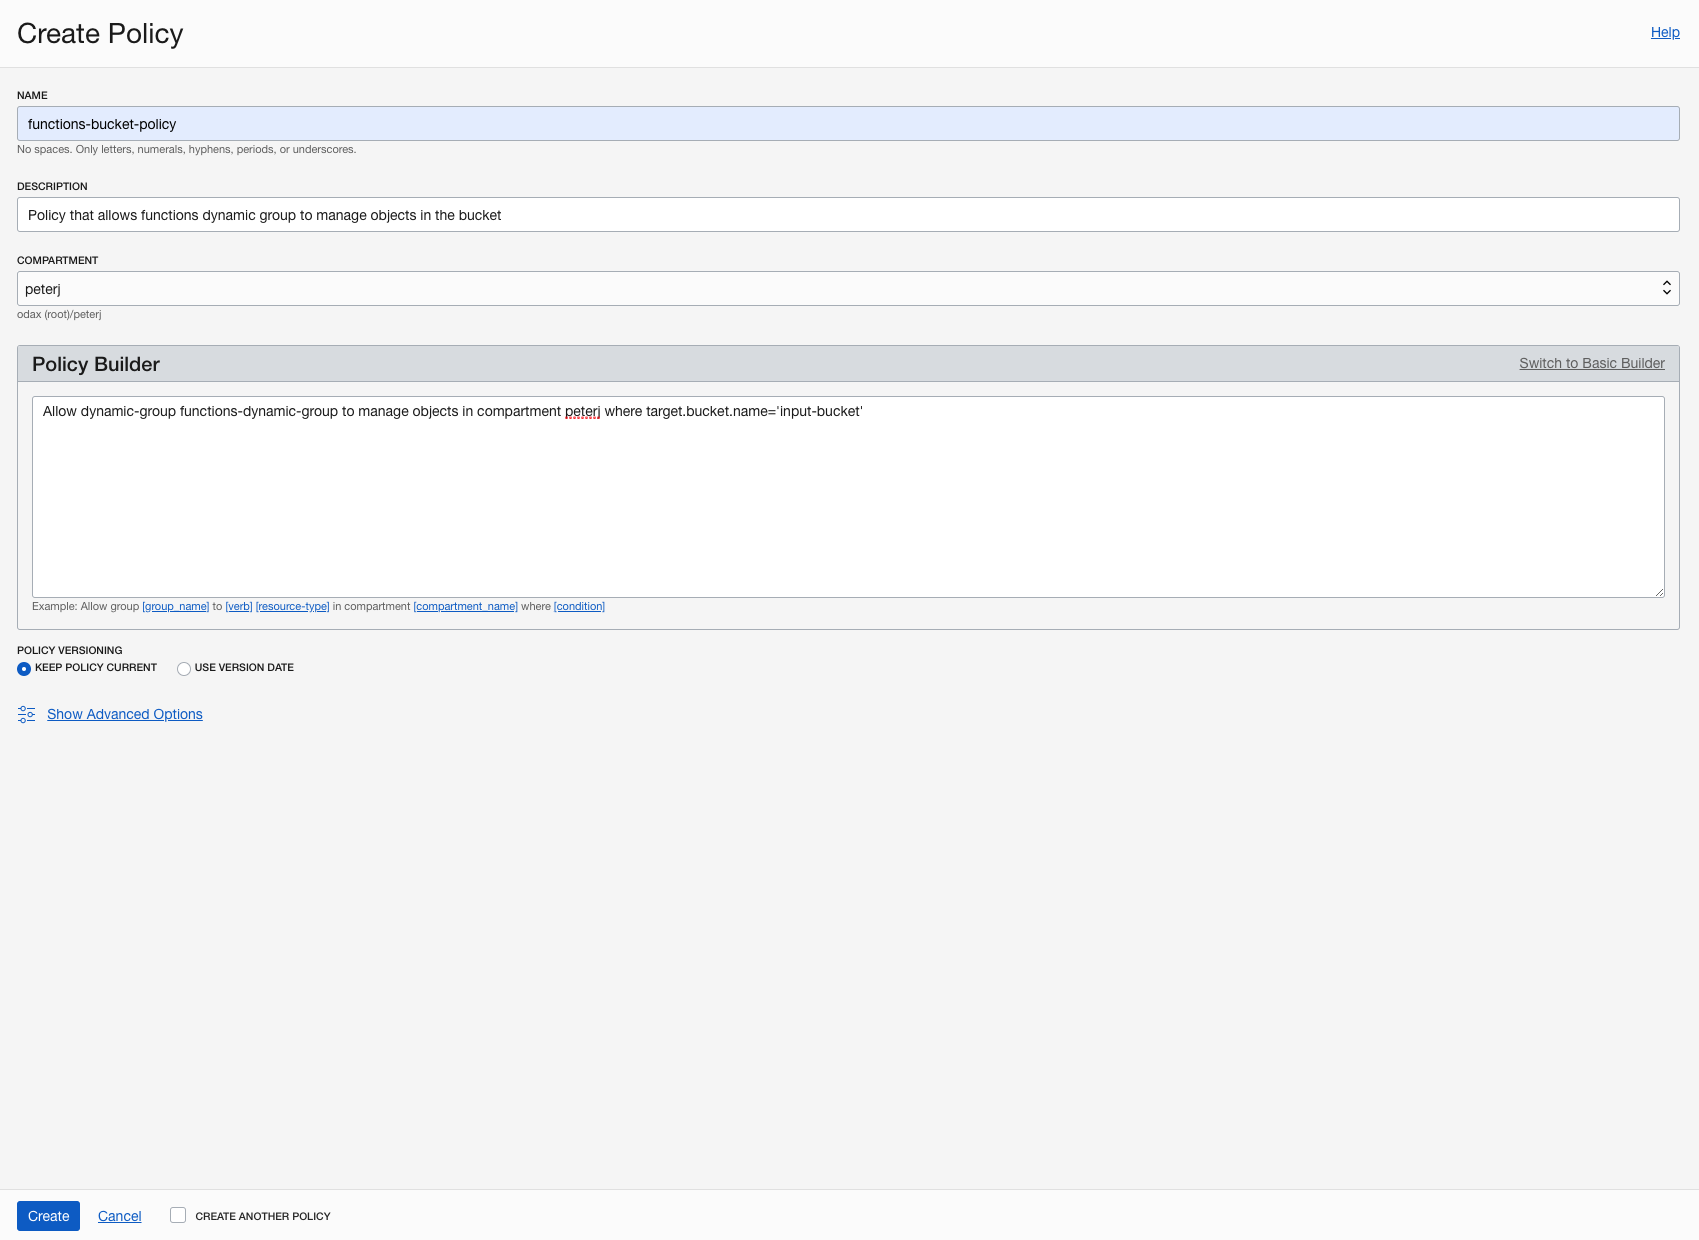 Create Policy
Help
NAME
functions-bucket-policy
No spaces. Only letters, numerals, hyphens, periods, or underscores.
DESCRIPTION
Policy that allows functions dynamic group to manage objects in the bucket
COMPARTMENT
peterj
odax (root)/peterj
Policy Builder
Switch to Basic Builder
Allow dynamic-group functions-dynamic-group to manage objects in compartment peterj where target.bucket.name='input-bucket'
Example: Allow group [group_name] to [verb] [resource-type] in compartment [compartment_name] where [condition]
POLICY VERSIONING
KEEP POLICY CURRENT USE VERSION DATE
Show Advanced Options
Create Cancel CREATE ANOTHER POLICY